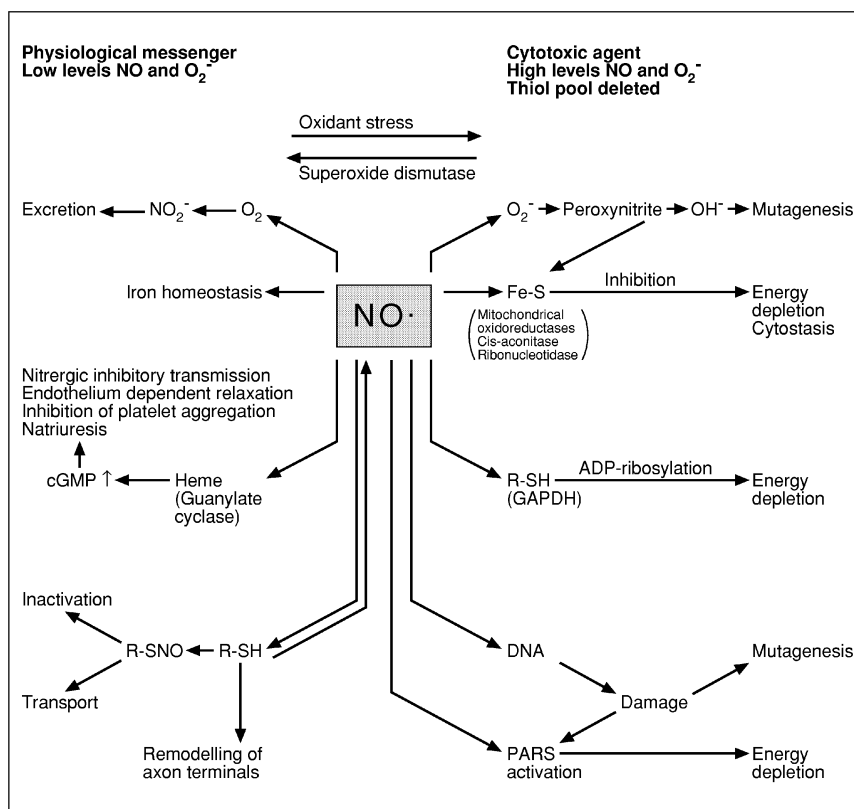 Physiological messenger
Low levels NO and O₂⁻
Cytotoxic agent
High levels NO and O₂⁻
Thiol pool deleted
Oxidant stress
Superoxide dismutase
Excretion
NO₂⁻
O₂
O₂⁻
Peroxynitrite
OH⁻
Mutagenesis
Iron homeostasis
NO·
Fe-S
Inhibition
Energy
depletion
Cytostasis
(Mitochondrical
oxidoreductases
Cis-aconitase
Ribonucleotidase)
Nitrergic inhibitory transmission
Endothelium dependent relaxation
Inhibition of platelet aggregation
Natriuresis
cGMP ↑
Heme
(Guanylate
cyclase)
R-SH
(GAPDH)
ADP-ribosylation
Energy
depletion
Inactivation
R-SNO
R-SH
Transport
Remodelling of
axon terminals
DNA
Damage
Mutagenesis
PARS
activation
Energy
depletion